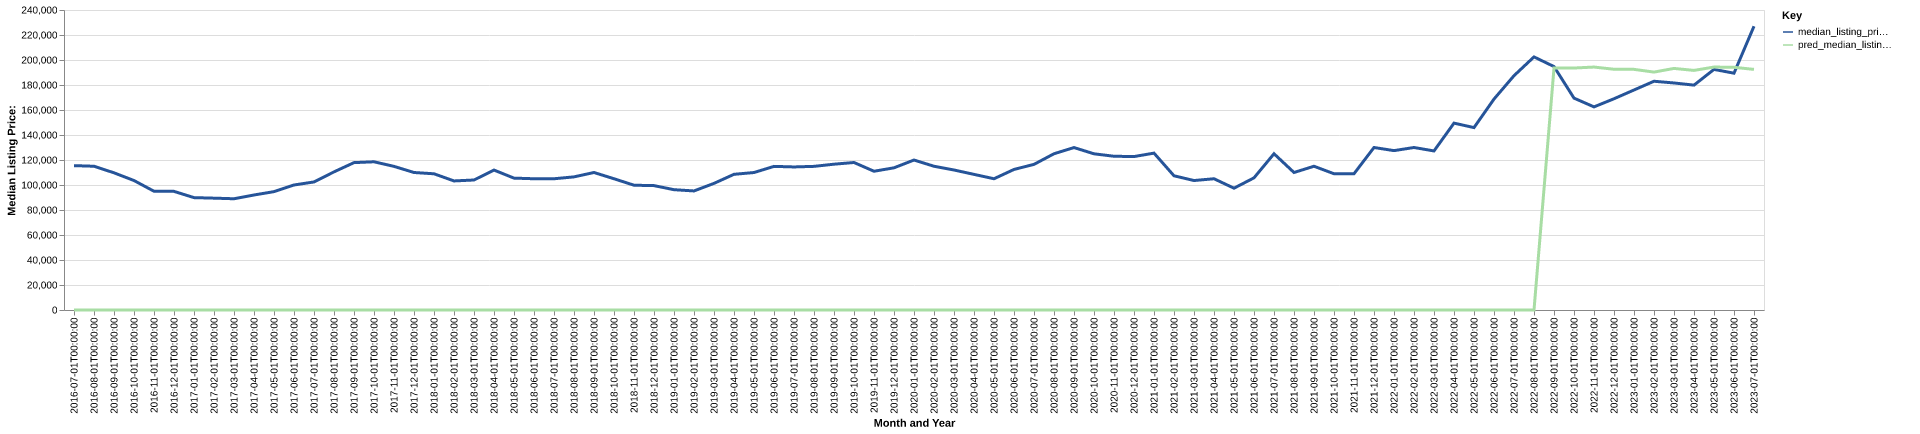 240,000
220,000
200,000
180,000
160,000
140,000
120,000
100,000
80,000
60,000
40,000
20,000
0
Median Listing Price:
2016-07-01T00:00:00
2016-08-01T00:00:00
2016-09-01T00:00:00
2016-10-01T00:00:00
2016-11-01T00:00:00
2016-12-01T00:00:00
2017-01-01T00:00:00
2017-02-01T00:00:00
2017-03-01T00:00:00
2017-04-01T00:00:00
2017-05-01T00:00:00
2017-06-01T00:00:00
2017-07-01T00:00:00
2017-08-01T00:00:00
2017-09-01T00:00:00
2017-10-01T00:00:00
2017-11-01T00:00:00
2017-12-01T00:00:00
2018-01-01T00:00:00
2018-02-01T00:00:00
2018-03-01T00:00:00
2018-04-01T00:00:00
2018-05-01T00:00:00
2018-06-01T00:00:00
2018-07-01T00:00:00
2018-08-01T00:00:00
2018-09-01T00:00:00
2018-10-01T00:00:00
2018-11-01T00:00:00
2018-12-01T00:00:00
2019-01-01T00:00:00
2019-02-01T00:00:00
2019-03-01T00:00:00
2019-04-01T00:00:00
2019-05-01T00:00:00
2019-06-01T00:00:00
2019-07-01T00:00:00
2019-08-01T00:00:00
2019-09-01T00:00:00
2019-10-01T00:00:00
2019-11-01T00:00:00
2019-12-01T00:00:00
2020-01-01T00:00:00
2020-02-01T00:00:00
2020-03-01T00:00:00
2020-04-01T00:00:00
2020-05-01T00:00:00
2020-06-01T00:00:00
2020-07-01T00:00:00
2020-08-01T00:00:00
2020-09-01T00:00:00
2020-10-01T00:00:00
2020-11-01T00:00:00
2020-12-01T00:00:00
2021-01-01T00:00:00
2021-02-01T00:00:00
2021-03-01T00:00:00
2021-04-01T00:00:00
2021-05-01T00:00:00
2021-06-01T00:00:00
2021-07-01T00:00:00
2021-08-01T00:00:00
2021-09-01T00:00:00
2021-10-01T00:00:00
2021-11-01T00:00:00
2021-12-01T00:00:00
2022-01-01T00:00:00
2022-02-01T00:00:00
2022-03-01T00:00:00
2022-04-01T00:00:00
2022-05-01T00:00:00
2022-06-01T00:00:00
2022-07-01T00:00:00
2022-08-01T00:00:00
2022-09-01T00:00:00
2022-10-01T00:00:00
2022-11-01T00:00:00
2022-12-01T00:00:00
2023-01-01T00:00:00
2023-02-01T00:00:00
2023-03-01T00:00:00
2023-04-01T00:00:00
2023-05-01T00:00:00
2023-06-01T00:00:00
2023-07-01T00:00:00
Month and Year
Key
median_listing_pri…
pred_median_listin…